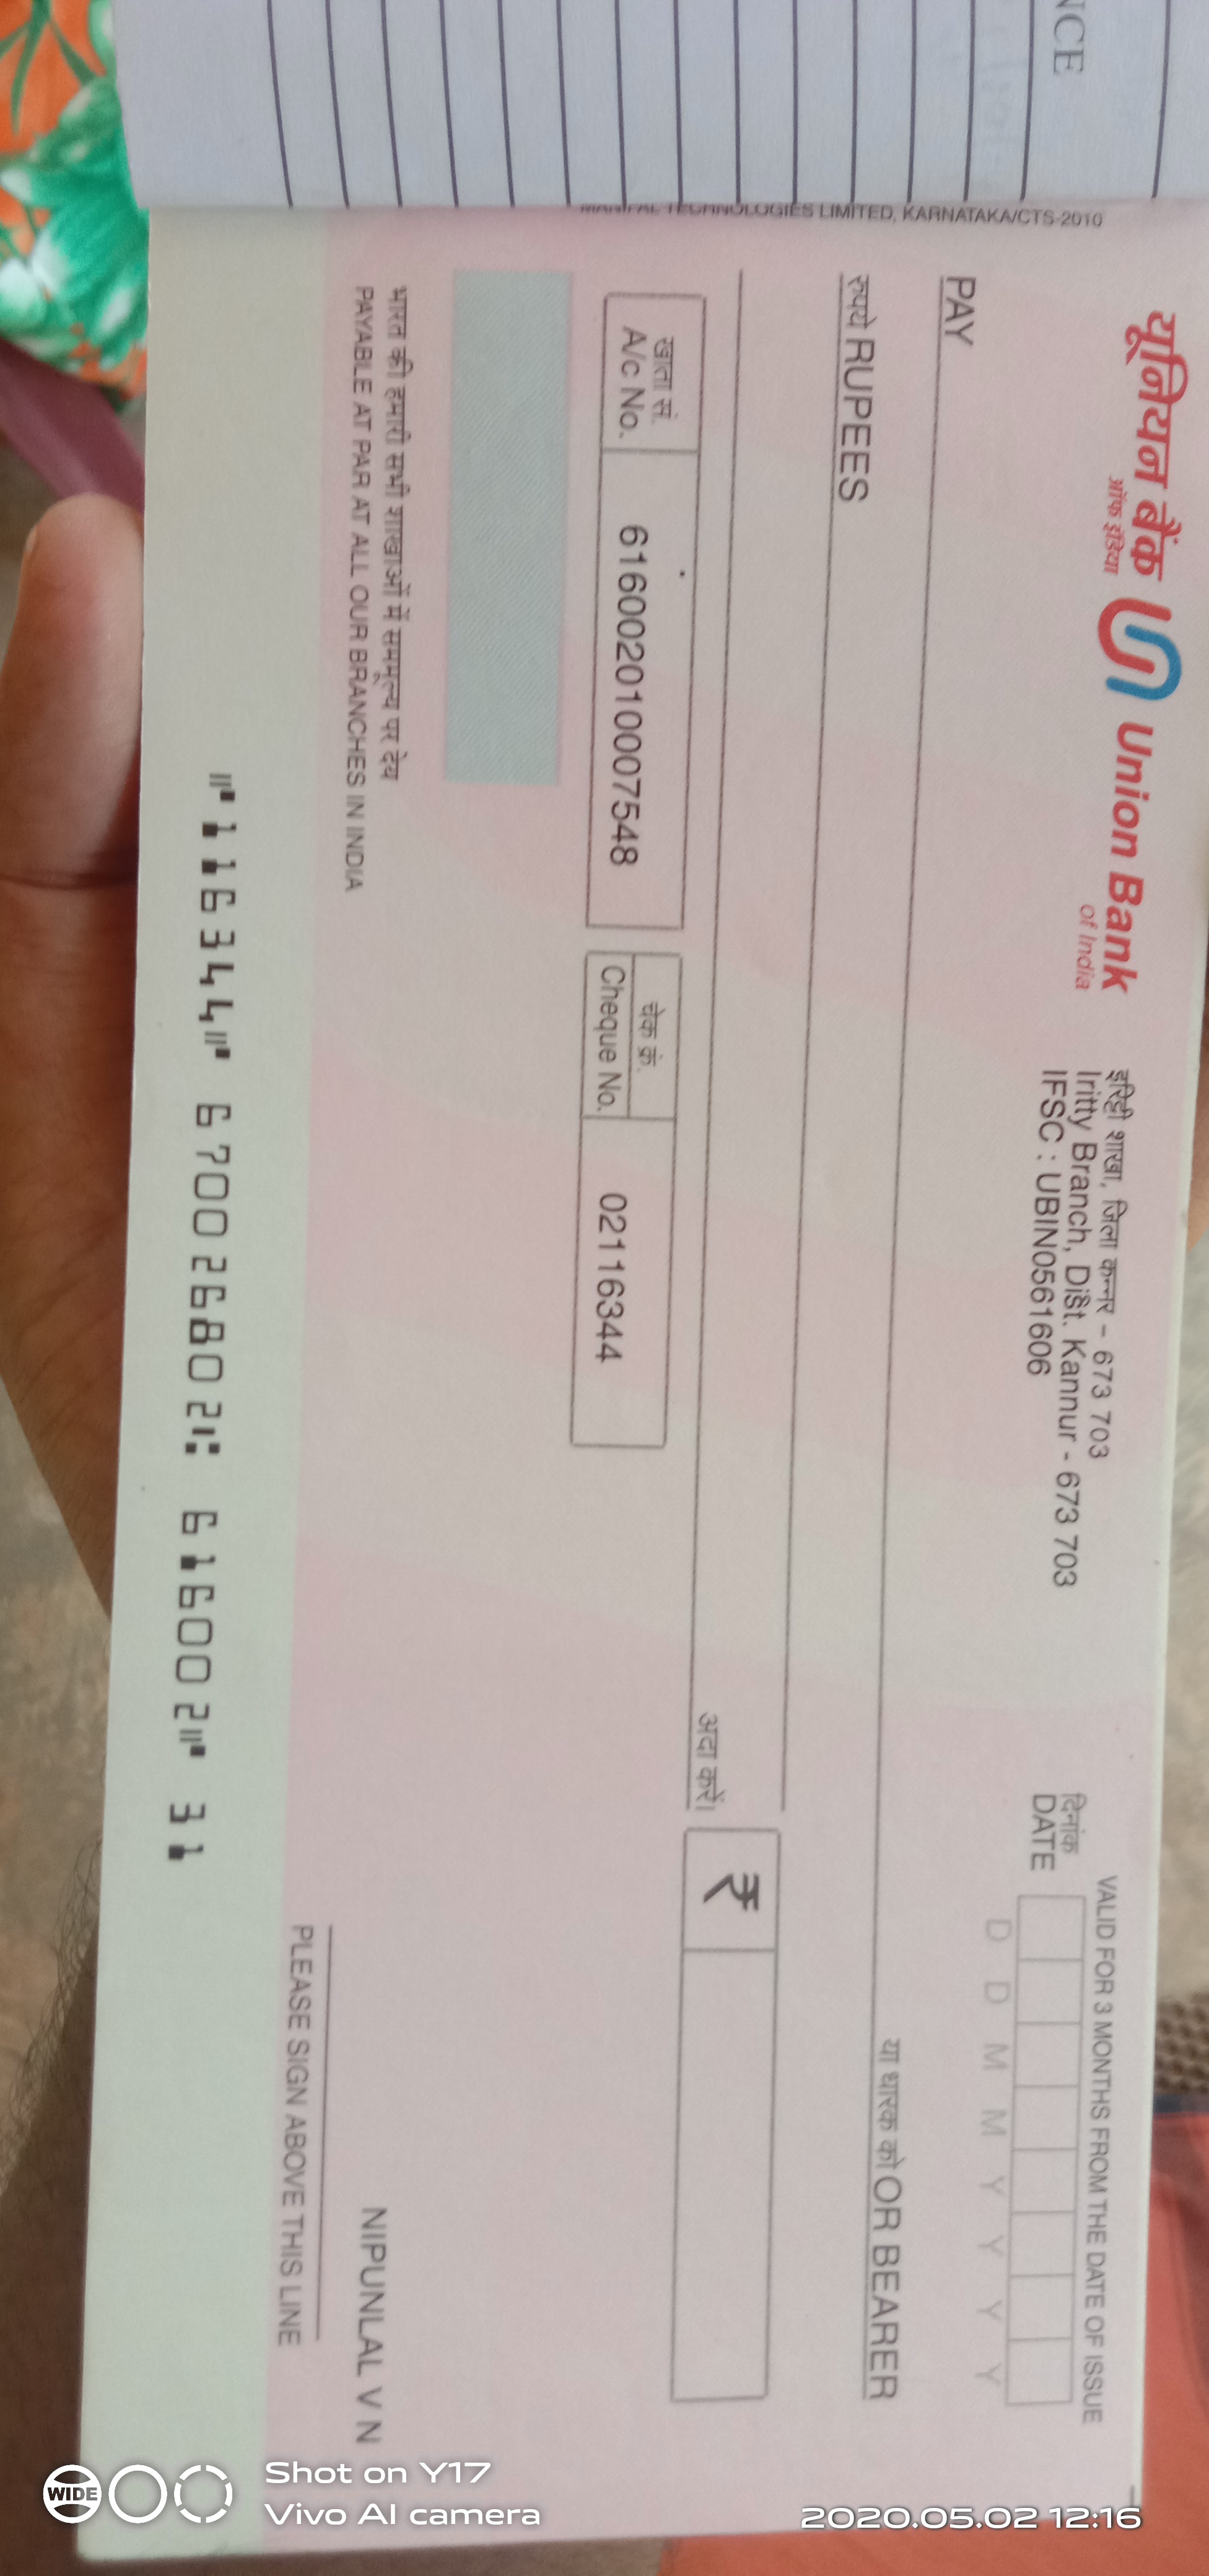 NCE
MANIPAL TECHNOLOGIES LIMITED, KARNATAKA/CTS-2010
यूनियन बैंक
ऑफ इंडिया
Union Bank
of India
इरिट्टी शाखा, जिला कन्नर – 673 703
Iritty Branch, Dist. Kannur - 673 703
IFSC : UBIN0561606
VALID FOR 3 MONTHS FROM THE DATE OF ISSUE
दिनांक
DATE
D D M M Y Y Y Y
PAY
या धारक को OR BEARER
रुपये RUPEES
अदा करें।
₹
खाता सं.
A/c No.
616002010007548
चेक क्रं.
Cheque No.
02116344
भारत की हमारी सभी शाखाओं में सममूल्य पर देय
PAYABLE AT PAR AT ALL OUR BRANCHES IN INDIA
NIPUNLAL V N
PLEASE SIGN ABOVE THIS LINE
⑈116344⑈ 670026802⑆ 616002⑈ 31
WIDE
Shot on Y17
Vivo AI camera
2020.05.02 12:16